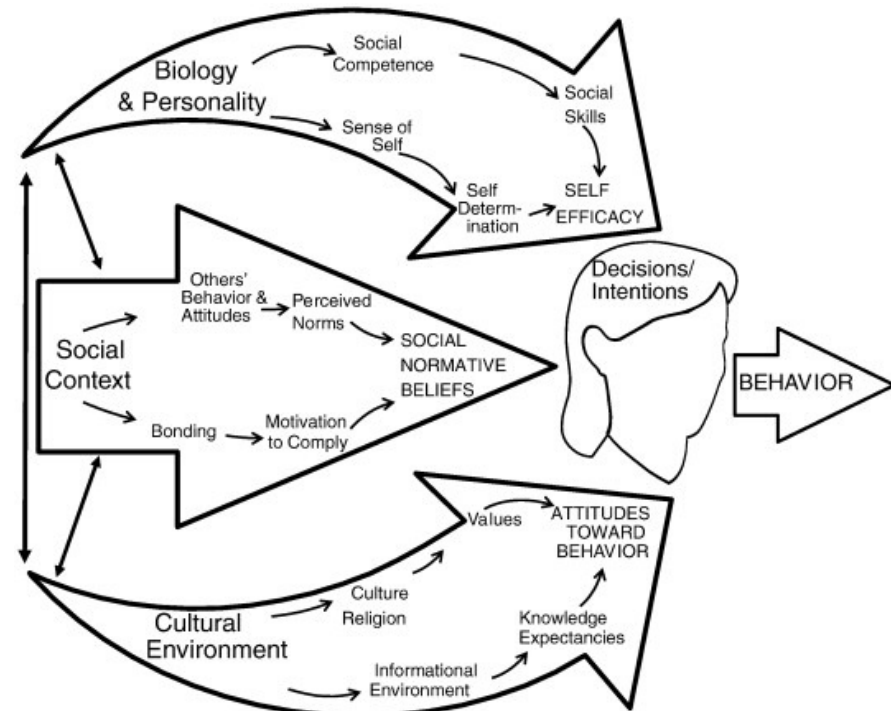 Biology
& Personality
Social
Competence
Social
Skills
Sense of
Self
Self
Determ-
ination
SELF
EFFICACY
Social
Context
Others'
Behavior &
Attitudes
Perceived
Norms
SOCIAL
NORMATIVE
BELIEFS
Bonding
Motivation
to Comply
Decisions/
Intentions
BEHAVIOR
Cultural
Environment
Culture
Religion
Values
ATTITUDES
TOWARD
BEHAVIOR
Informational
Environment
Knowledge
Expectancies